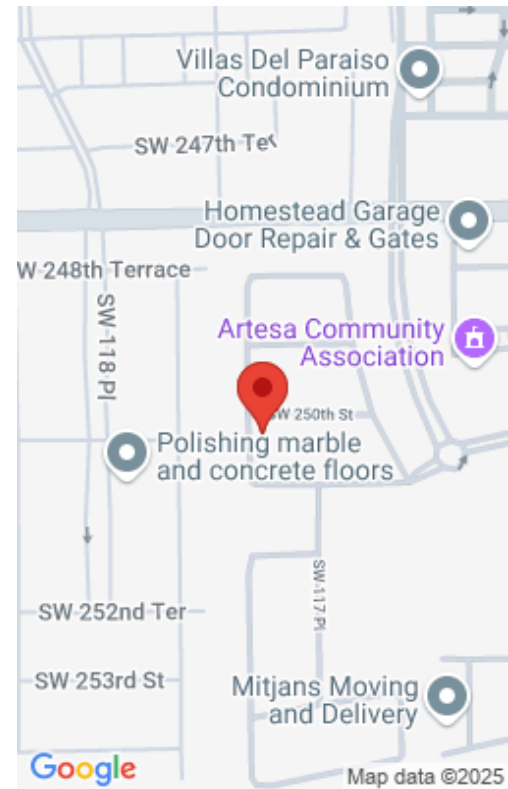 Villas Del Paraiso
Condominium
SW 247th Te
Homestead Garage
Door Repair & Gates
W 248th Terrace
SW 118 Pl
Artesa Community
Association
SW 250th St
Polishing marble
and concrete floors
SW 117 Pl
SW 252nd Ter
SW 253rd St
Mitjans Moving
and Delivery
Google
Map data ©2025